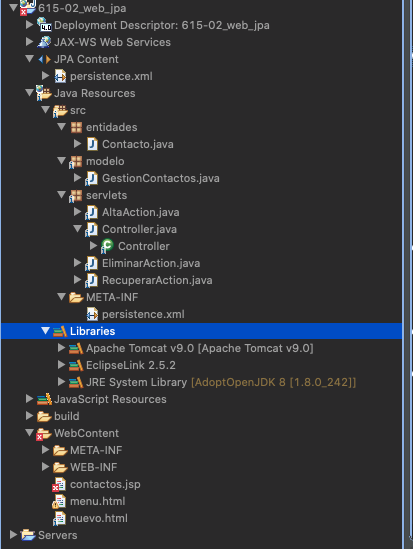 615-02_web_jpa
Deployment Descriptor: 615-02_web_jpa
JAX-WS Web Services
JPA Content
persistence.xml
Java Resources
src
entidades
Contacto.java
modelo
GestionContactos.java
servlets
AltaAction.java
Controller.java
Controller
EliminarAction.java
RecuperarAction.java
META-INF
persistence.xml
Libraries
Apache Tomcat v9.0 [Apache Tomcat v9.0]
EclipseLink 2.5.2
JRE System Library [AdoptOpenJDK 8 [1.8.0_242]]
JavaScript Resources
build
WebContent
META-INF
WEB-INF
contactos.jsp
menu.html
nuevo.html
Servers